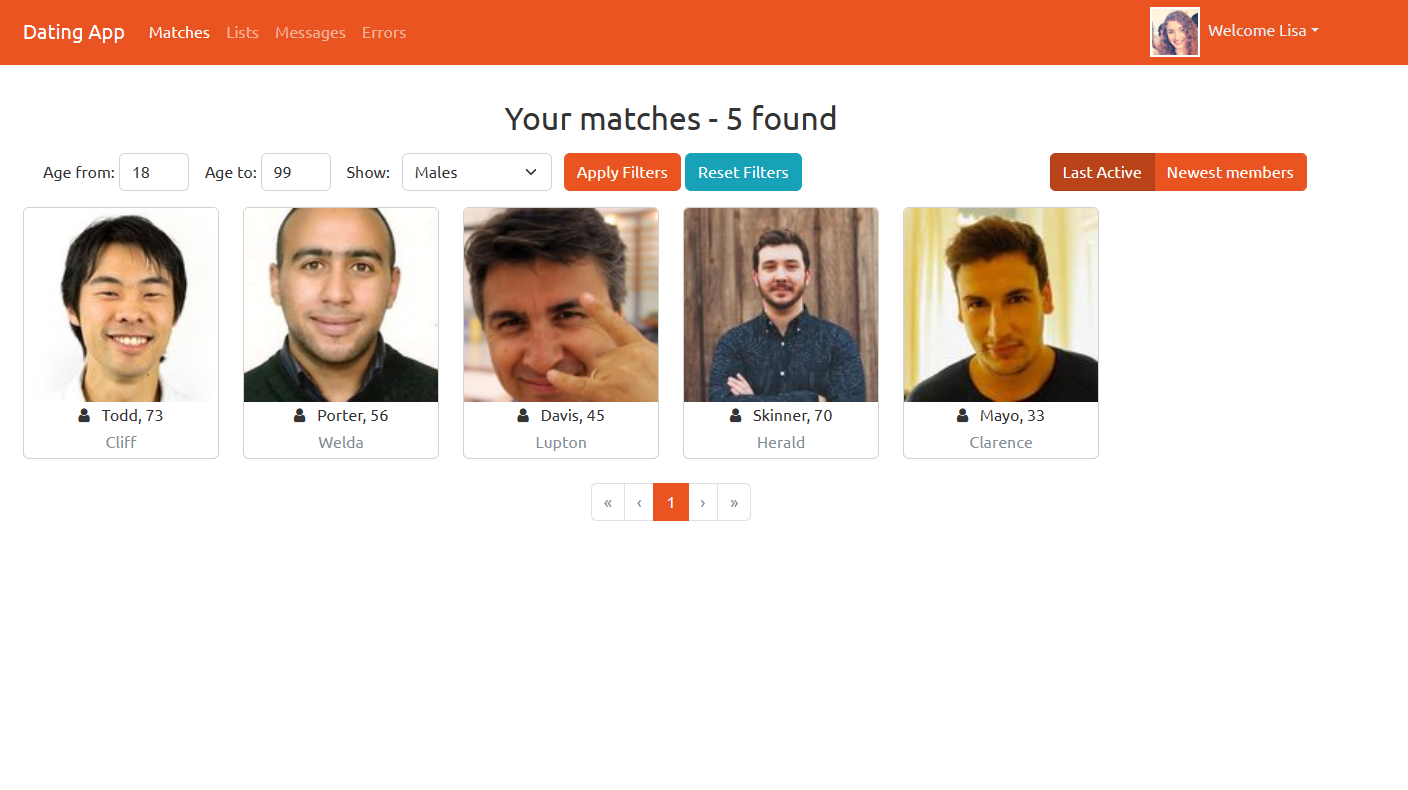 Dating App Matches Lists Messages Errors Welcome Lisa
Your matches - 5 found
Age from: 18 Age to: 99 Show: Males Apply Filters Reset Filters Last Active Newest members
Todd, 73 Porter, 56 Davis, 45 Skinner, 70 Mayo, 33
Cliff Welda Lupton Herald Clarence
« ‹ 1 › »